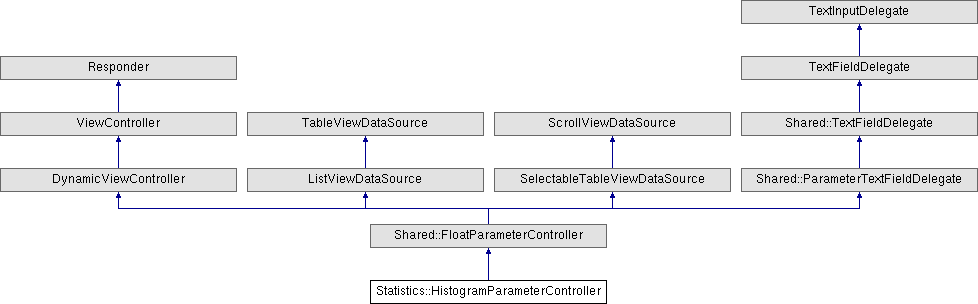 TextInputDelegate
Responder
TextFieldDelegate
ViewController
TableViewDataSource
ScrollViewDataSource
Shared::TextFieldDelegate
DynamicViewController
ListViewDataSource
SelectableTableViewDataSource
Shared::ParameterTextFieldDelegate
Shared::FloatParameterController
Statistics::HistogramParameterController